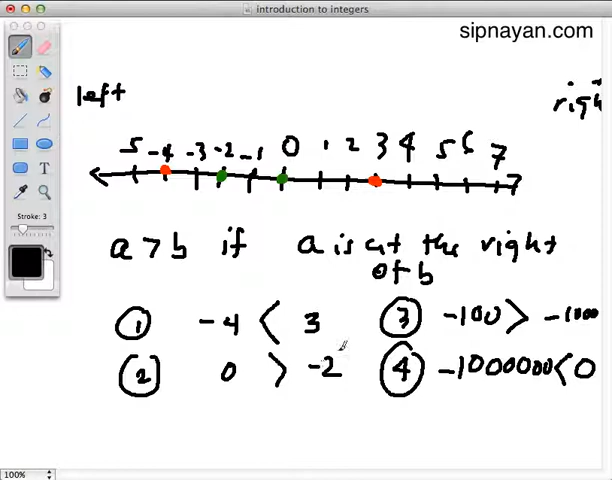 introduction to integers
sipnayan.com
left
righ
5 -4 -3 -2 -1 0 1 2 3 4 5 6 7
a > b if a is at the right
of b
1 -4 < 3
3 -100 > -1000
2 0 > -2
4 -1000000 < 0
T
Stroke: 3
100%